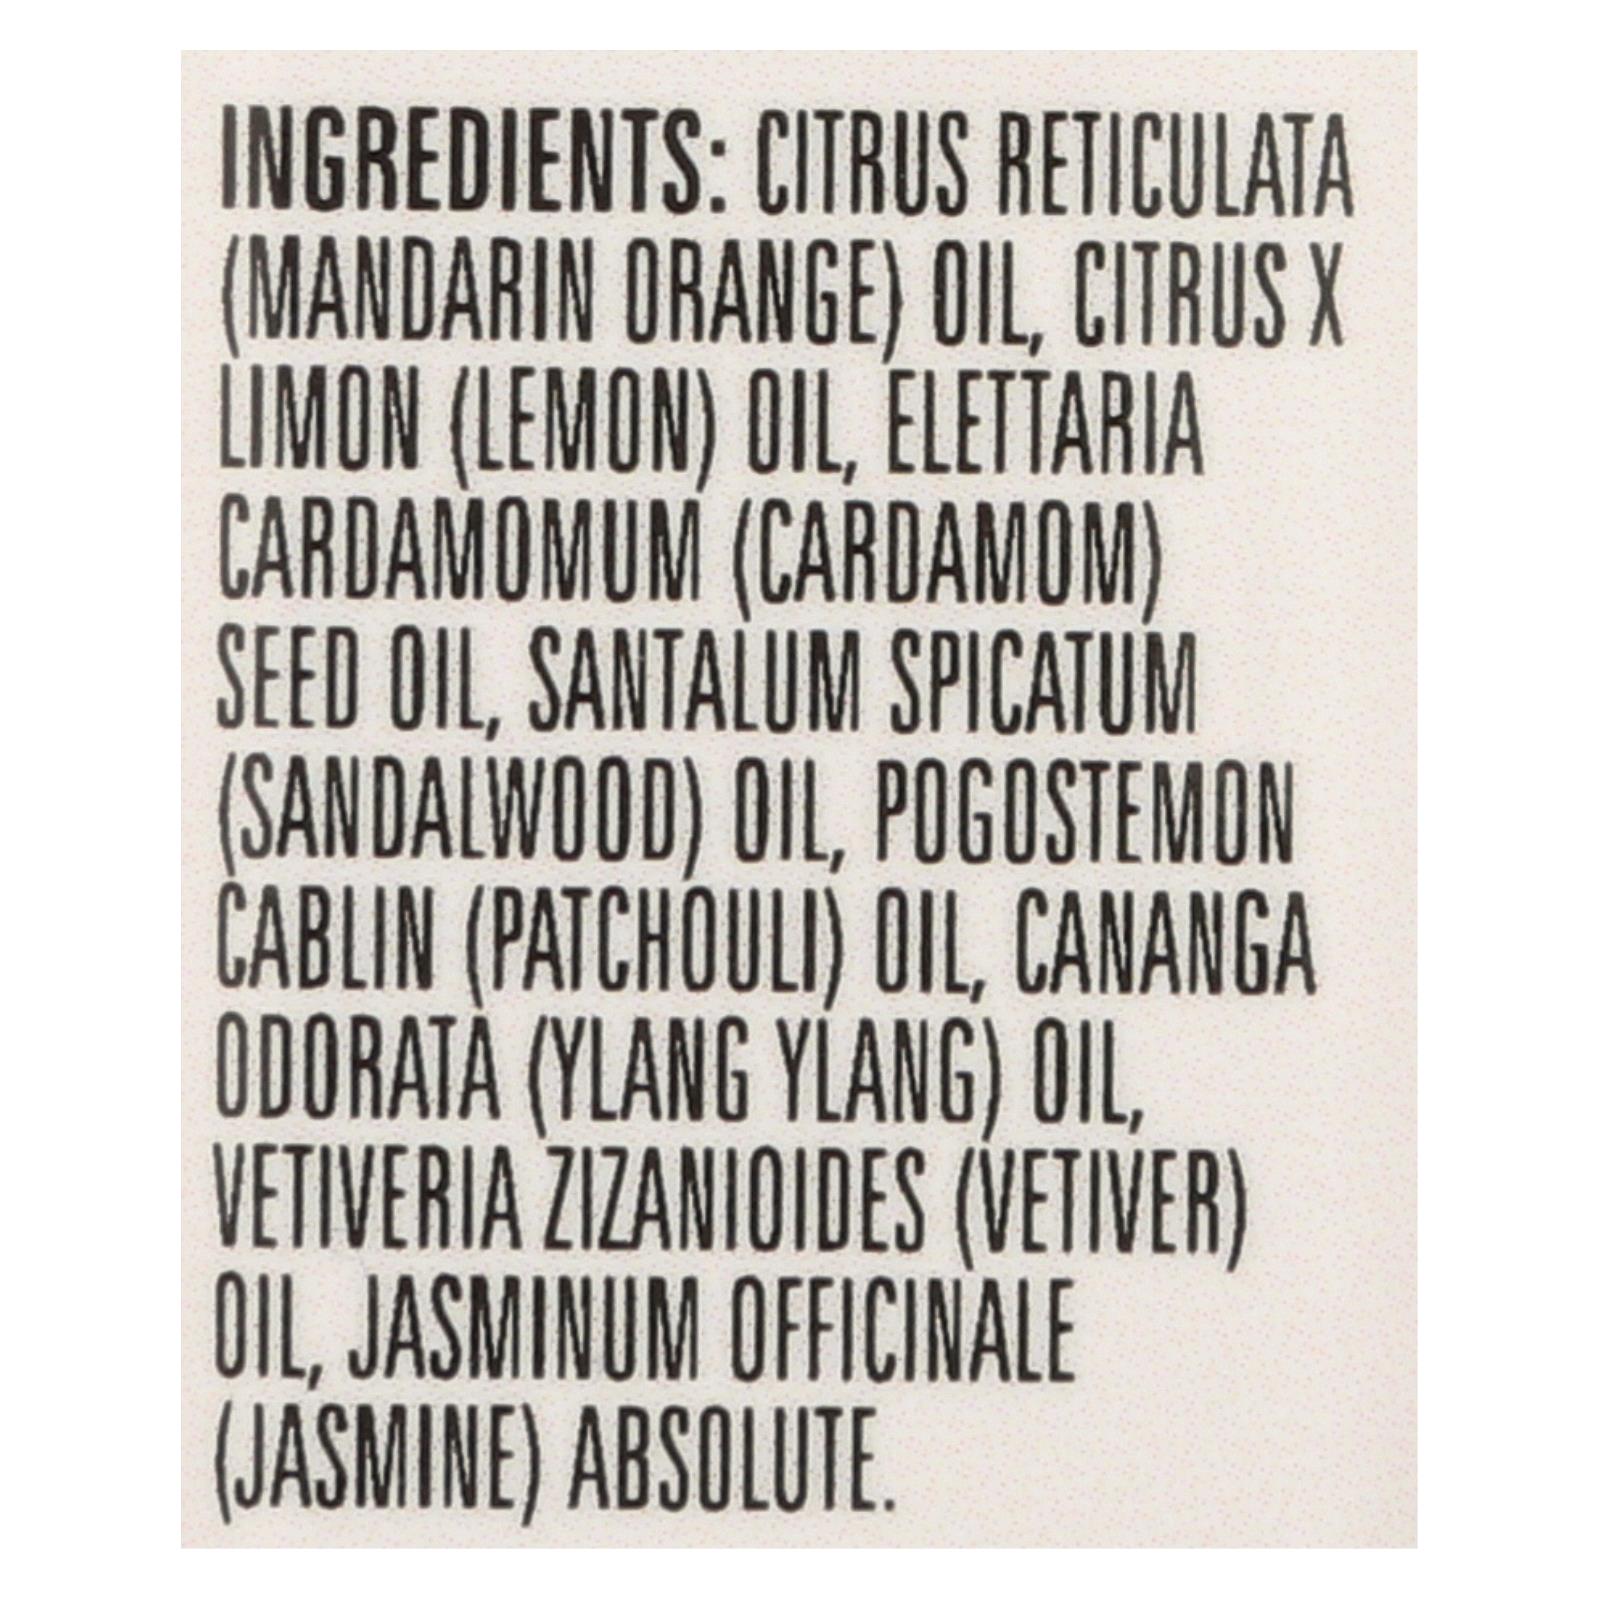 INGREDIENTS: CITRUS RETICULATA
(MANDARIN ORANGE) OIL, CITRUS X
LIMON (LEMON) OIL, ELETTARIA
CARDAMOMUM (CARDAMOM)
SEED OIL, SANTALUM SPICATUM
(SANDALWOOD) OIL, POGOSTEMON
CABLIN (PATCHOULI) OIL, CANANGA
ODORATA (YLANG YLANG) OIL,
VETIVERIA ZIZANIOIDES (VETIVER)
OIL, JASMINUM OFFICINALE
(JASMINE) ABSOLUTE.